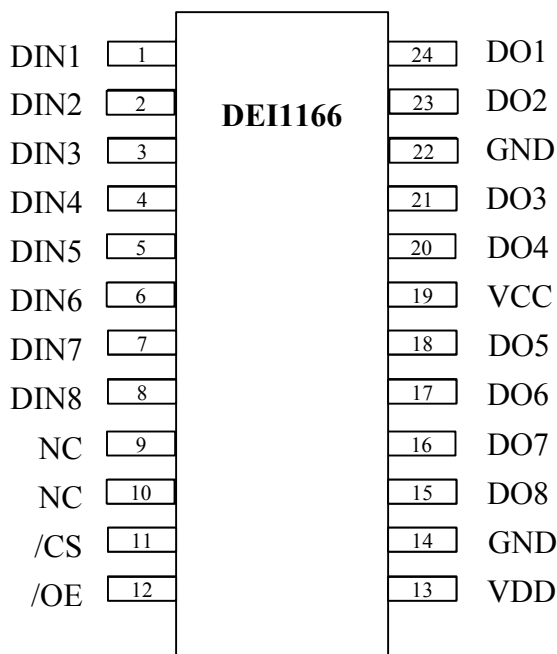 DIN1 1 24 DO1
DIN2 2 DEI1166 23 DO2
DIN3 3 22 GND
DIN4 4 21 DO3
DIN5 5 20 DO4
DIN6 6 19 VCC
DIN7 7 18 DO5
DIN8 8 17 DO6
NC 9 16 DO7
NC 10 15 DO8
/CS 11 14 GND
/OE 12 13 VDD